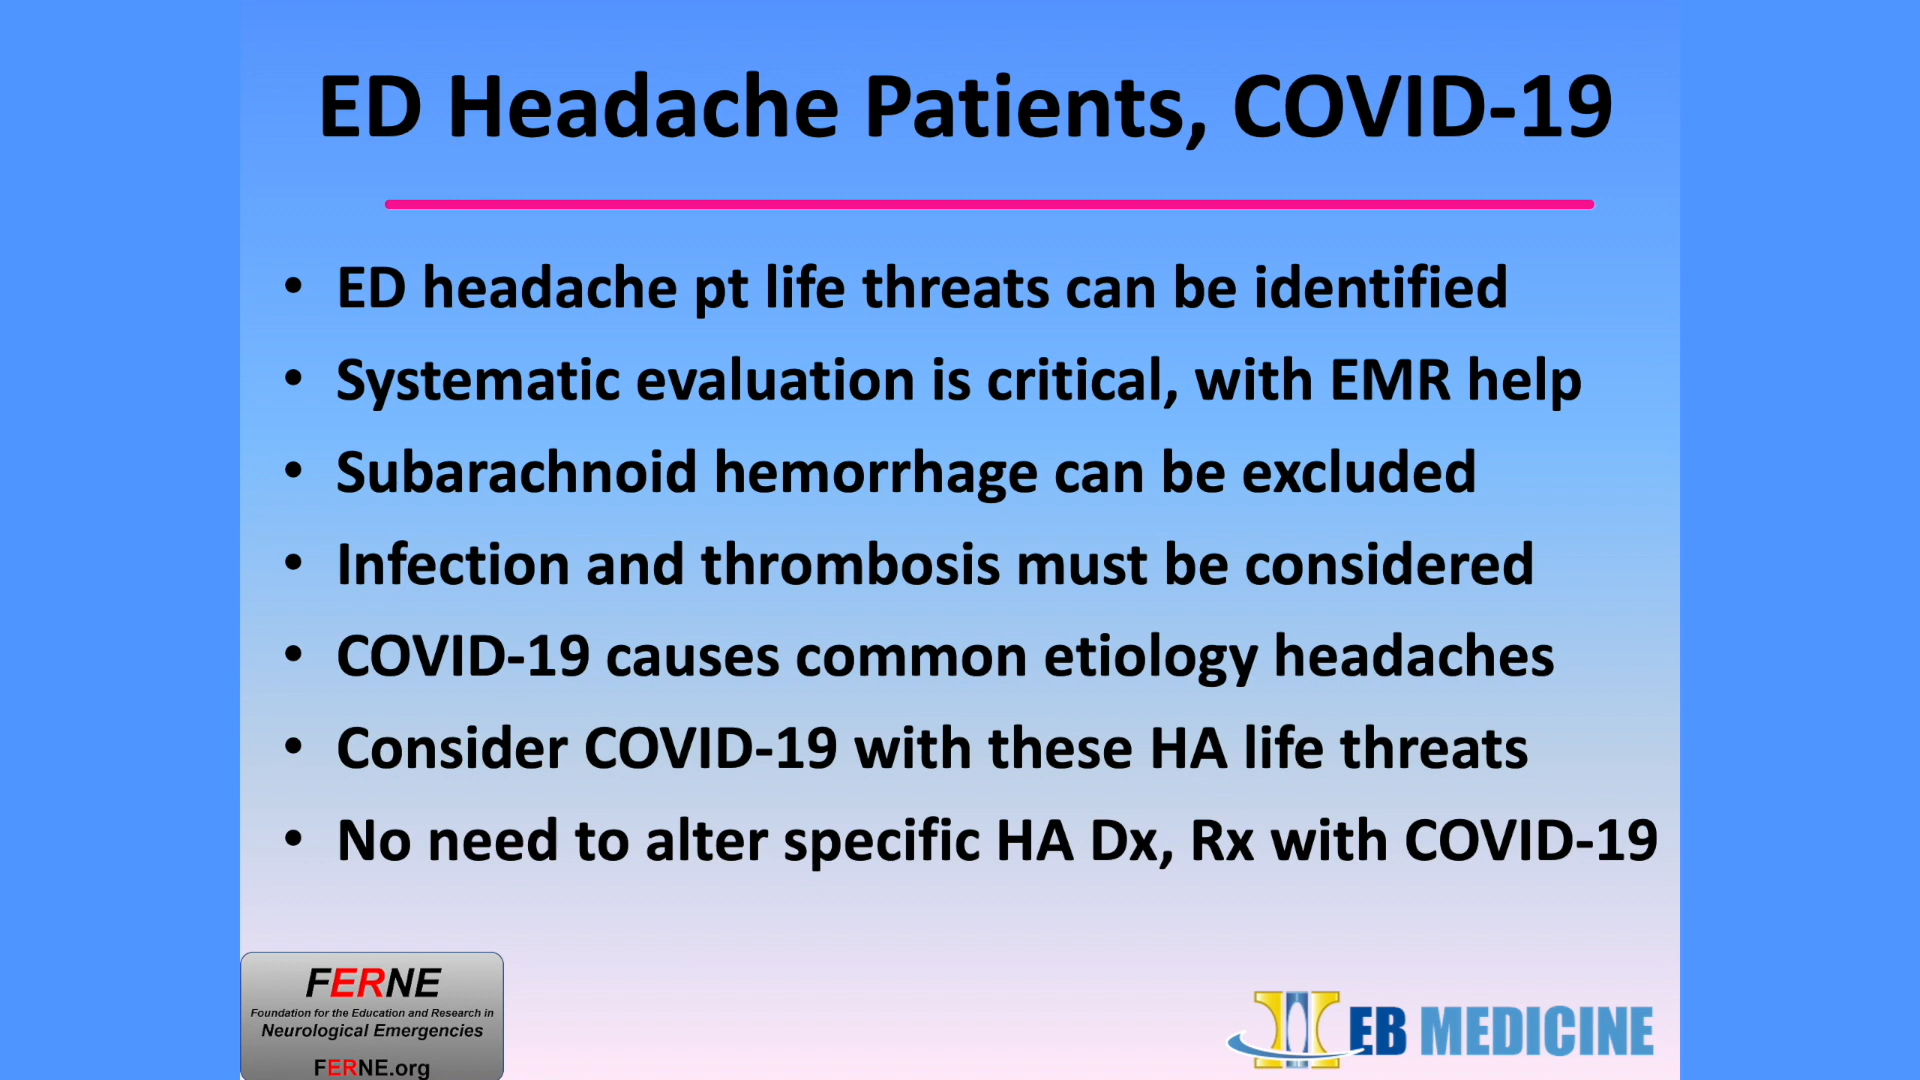 ED Headache Patients, COVID-19
• ED headache pt life threats can be identified
• Systematic evaluation is critical, with EMR help
• Subarachnoid hemorrhage can be excluded
• Infection and thrombosis must be considered
• COVID-19 causes common etiology headaches
• Consider COVID-19 with these HA life threats
• No need to alter specific HA Dx, Rx with COVID-19
FERNE
Foundation for the Education and Research in
Neurological Emergencies
FERNE.org
EB MEDICINE